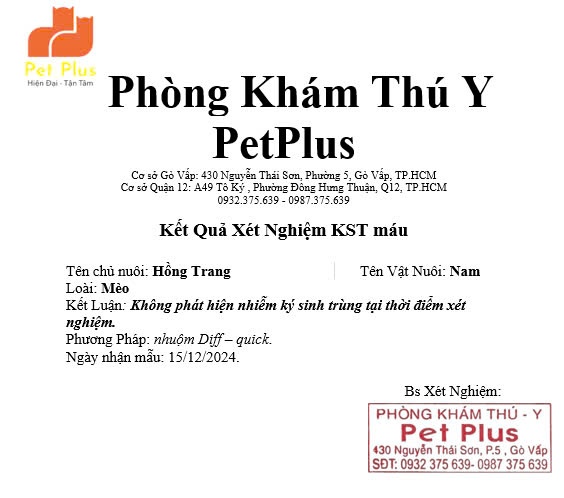 Pet Plus
Hiện Đại - Tận Tâm
Phòng Khám Thú Y
PetPlus
Cơ sở Gò Vấp: 430 Nguyễn Thái Sơn, Phường 5, Gò Vấp, TP.HCM
Cơ sở Quận 12: A49 Tô Ký , Phường Đông Hưng Thuận, Q12, TP.HCM
0932.375.639 - 0987.375.639
Kết Quả Xét Nghiệm KST máu
Tên chủ nuôi: Hồng Trang Tên Vật Nuôi: Nam
Loài: Mèo
Kết Luận: Không phát hiện nhiễm ký sinh trùng tại thời điểm xét
nghiệm.
Phương Pháp: nhuộm Diff – quick.
Ngày nhận mẫu: 15/12/2024.
Bs Xét Nghiệm:
PHÒNG KHÁM THÚ - Y
Pet Plus
430 Nguyễn Thái Sơn, P.5 , Gò Vấp
SĐT: 0932 375 639- 0987 375 639